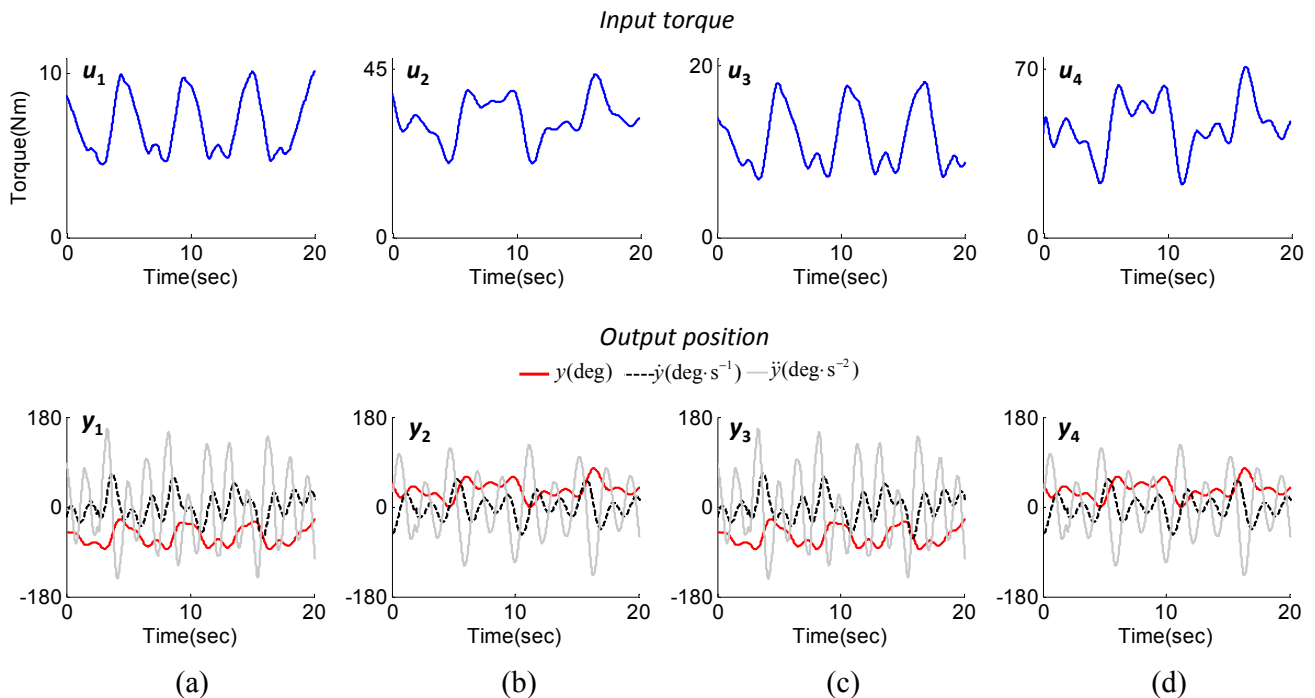 Input torque
u1 u2 u3 u4
Torque(Nm)
10 45 20 70
0 0 0 0
0 10 20 0 10 20 0 10 20 0 10 20
Time(sec) Time(sec) Time(sec) Time(sec)
Output position
y(deg) ẏ(deg·s⁻¹) ÿ(deg·s⁻²)
180 180 180 180
y1 y2 y3 y4
0 0 0 0
-180 -180 -180 -180
0 10 20 0 10 20 0 10 20 0 10 20
Time(sec) Time(sec) Time(sec) Time(sec)
(a) (b) (c) (d)